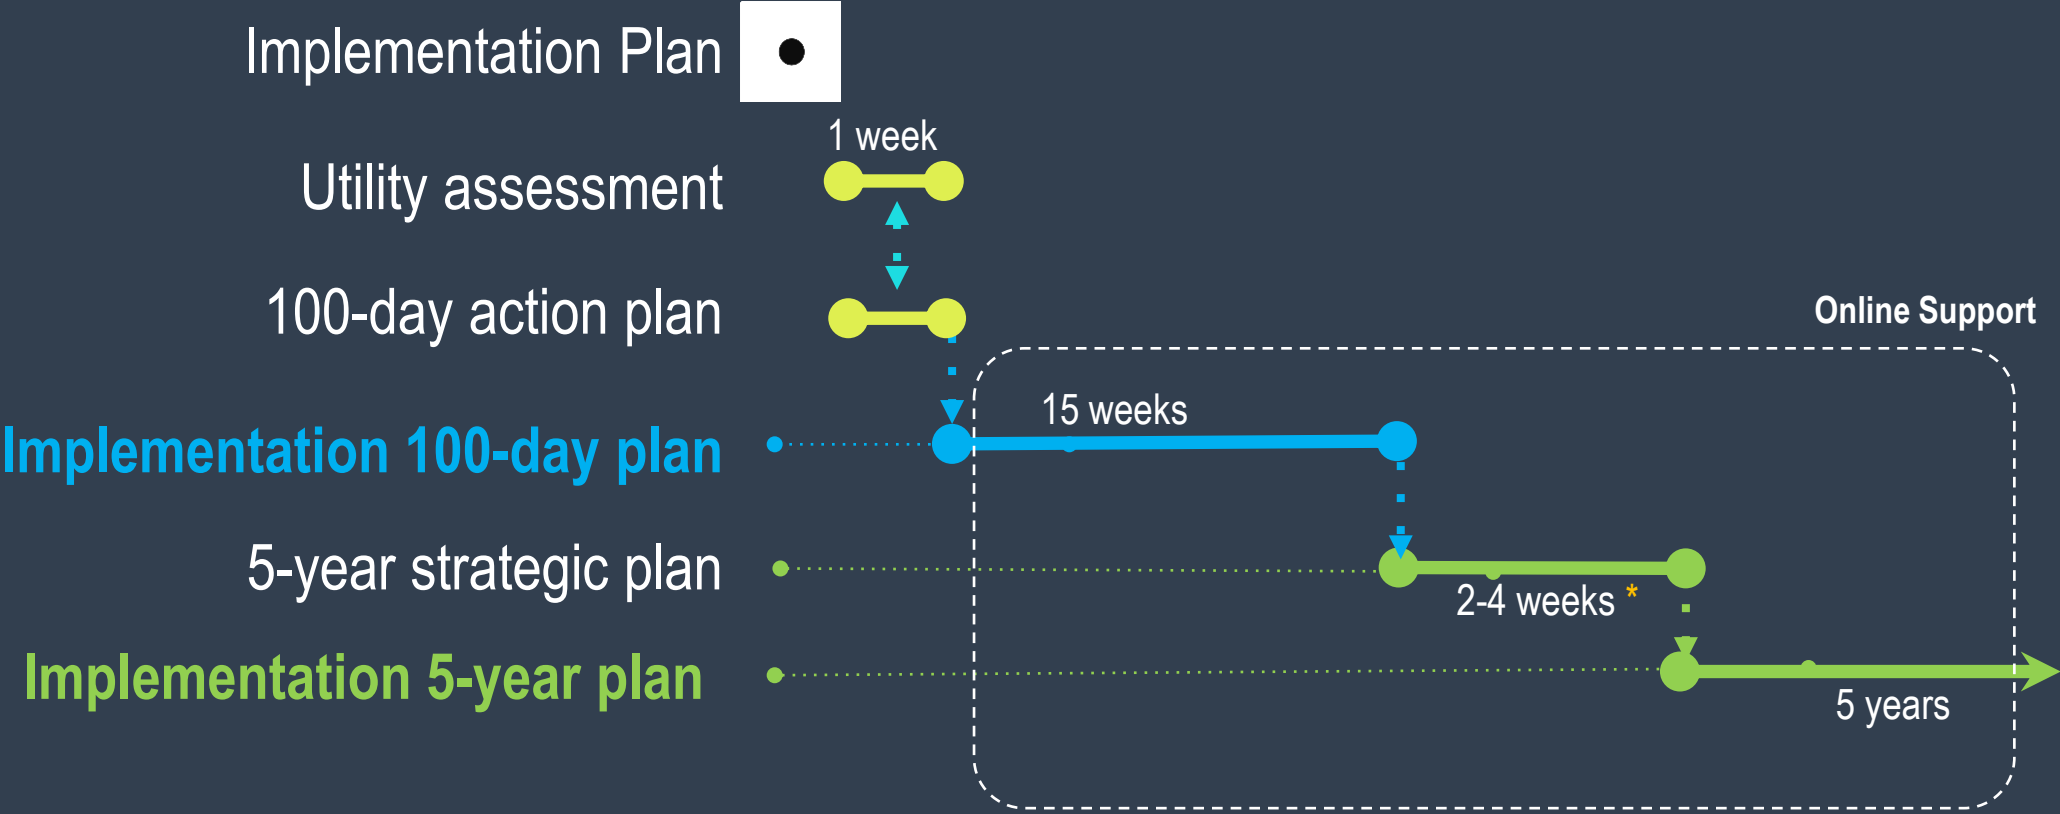 Implementation Plan
1 week
Utility assessment
100-day action plan
Online Support
15 weeks
Implementation 100-day plan
5-year strategic plan
2-4 weeks *
Implementation 5-year plan
5 years